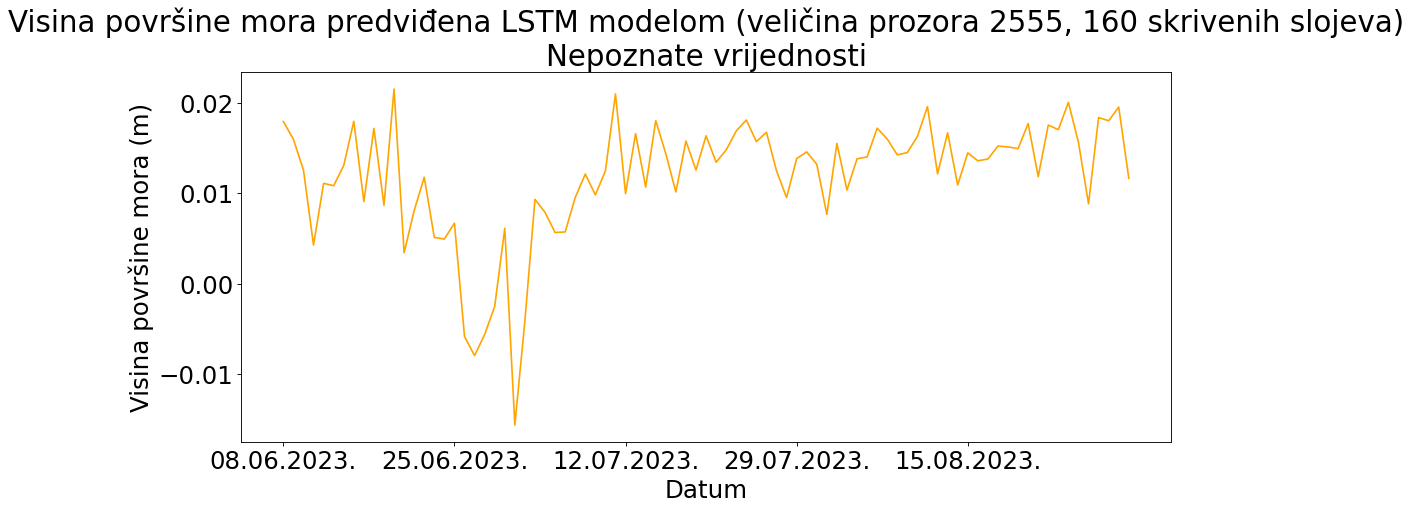 Visina površine mora predviđena LSTM modelom (veličina prozora 2555, 160 skrivenih slojeva)
Nepoznate vrijednosti
Visina površine mora (m)
0.02
0.01
0.00
−0.01
08.06.2023. 25.06.2023. 12.07.2023. 29.07.2023. 15.08.2023.
Datum